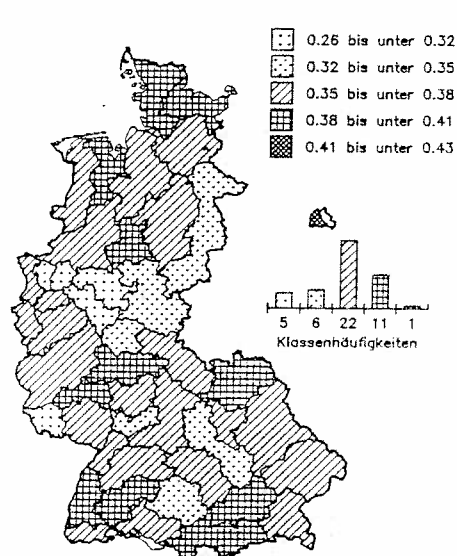 0.26 bis unter 0.32
0.32 bis unter 0.35
0.35 bis unter 0.38
0.38 bis unter 0.41
0.41 bis unter 0.43
5 6 22 11 1
Klassenhäufigkeiten